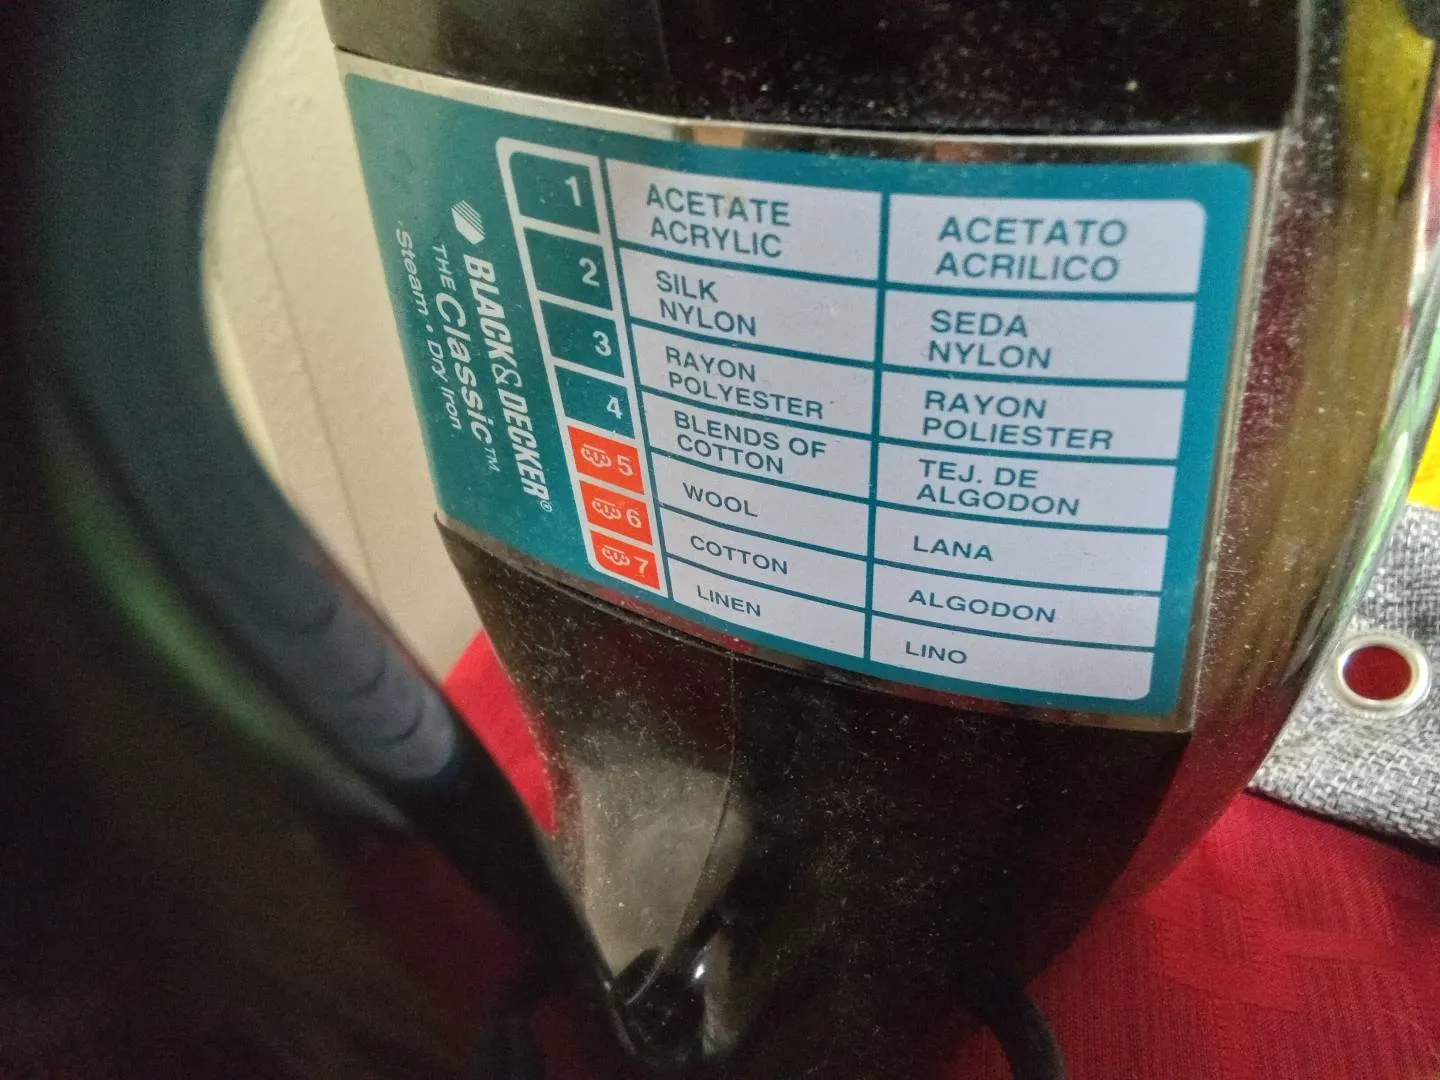 BLACK & DECKER®
THE Classic™
Steam • Dry Iron
1
ACETATE
ACRYLIC
ACETATO
ACRILICO
2
SILK
NYLON
SEDA
NYLON
3
RAYON
POLYESTER
RAYON
POLIESTER
4
BLENDS OF
COTTON
TEJ. DE
ALGODON
5
WOOL
LANA
6
COTTON
ALGODON
7
LINEN
LINO